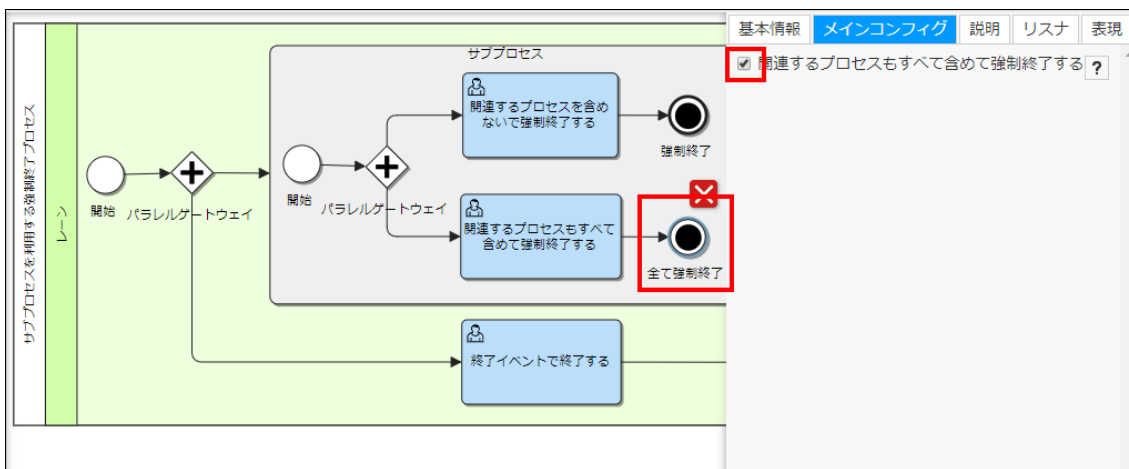 基本情報
メインコンフィグ
説明
リスナ
表現
関連するプロセスもすべて含めて強制終了する
?
サブプロセスを利用する強制終了プロセス
レーン
開始
パラレルゲートウェイ
サブプロセス
開始
パラレルゲートウェイ
関連するプロセスを含め
ないで強制終了する
強制終了
関連するプロセスもすべて
含めて強制終了する
全て強制終了
終了イベントで終了する